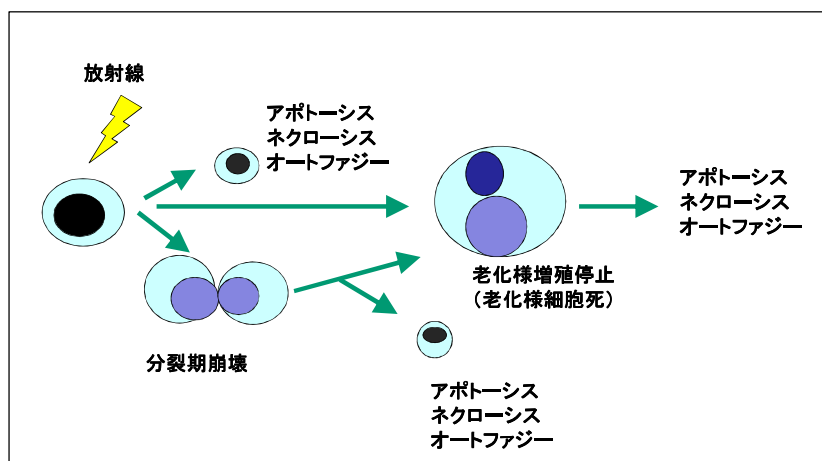 放射線
アポトーシス
ネクローシス
オートファジー
アポトーシス
ネクローシス
オートファジー
老化様増殖停止
(老化様細胞死)
分裂期崩壊
アポトーシス
ネクローシス
オートファジー